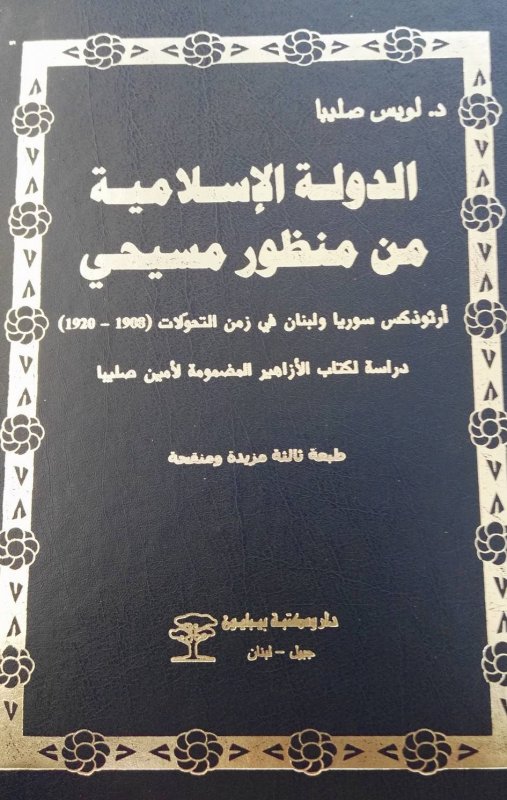 د. لويس صليبا
الدولة الإسلامية
من منظور مسيحي
أرثوذكس سوريا ولبنان في زمن التحولات (1908 - 1920)
دراسة لكتاب الأزاهير المضمومة لأمين صليبا
طبعة ثالثة مزيدة ومنقحة
دار ومكتبة بيبليون
جبيل - لبنان